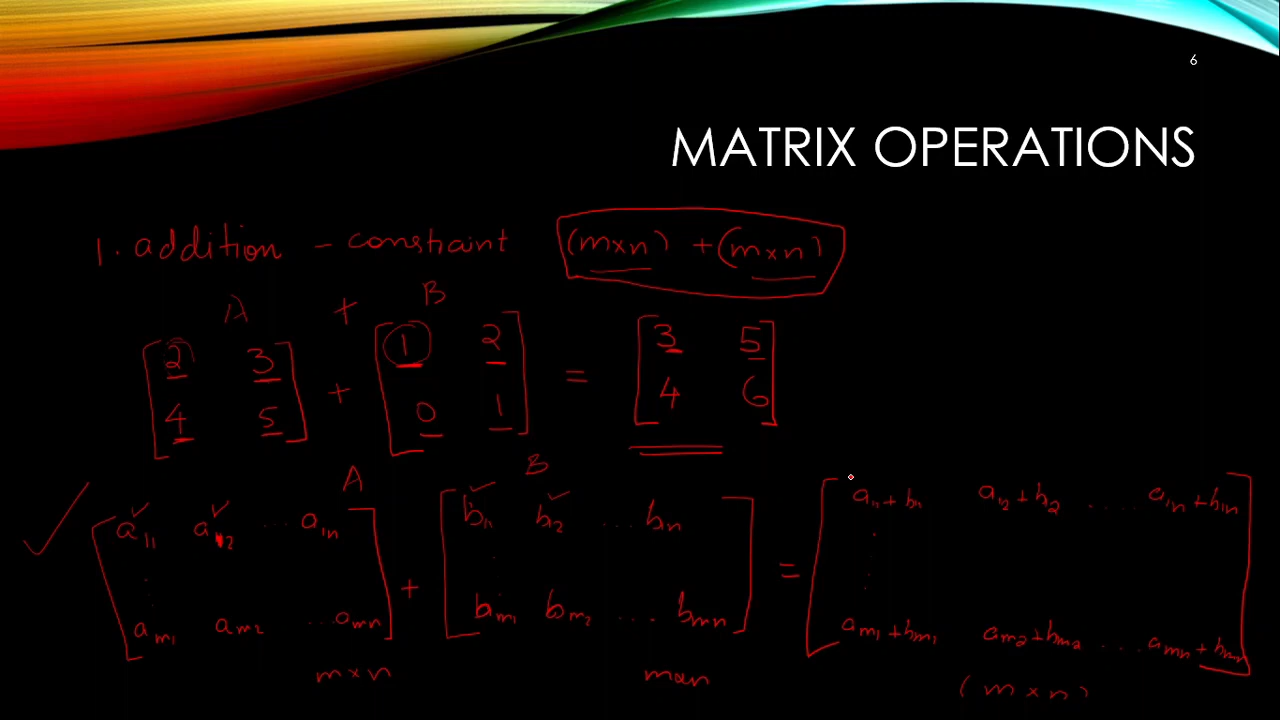 6
MATRIX OPERATIONS
1. addition - constraint (m×n) + (m×n)
A + B
[2 3 + [1 2 = [3 5
4 5] 0 1] 4 6]
A B
✓ [a11 a12 ... a1n + [b11 b12 ... bn = [a11+b11 a12+b2 .... a1n+b1n
am1 am2 ... amn] bm1 bm2 ... bmn] am1+bm1 am2+bm2 .... amn+bmn]
m×n m×n (m×n)